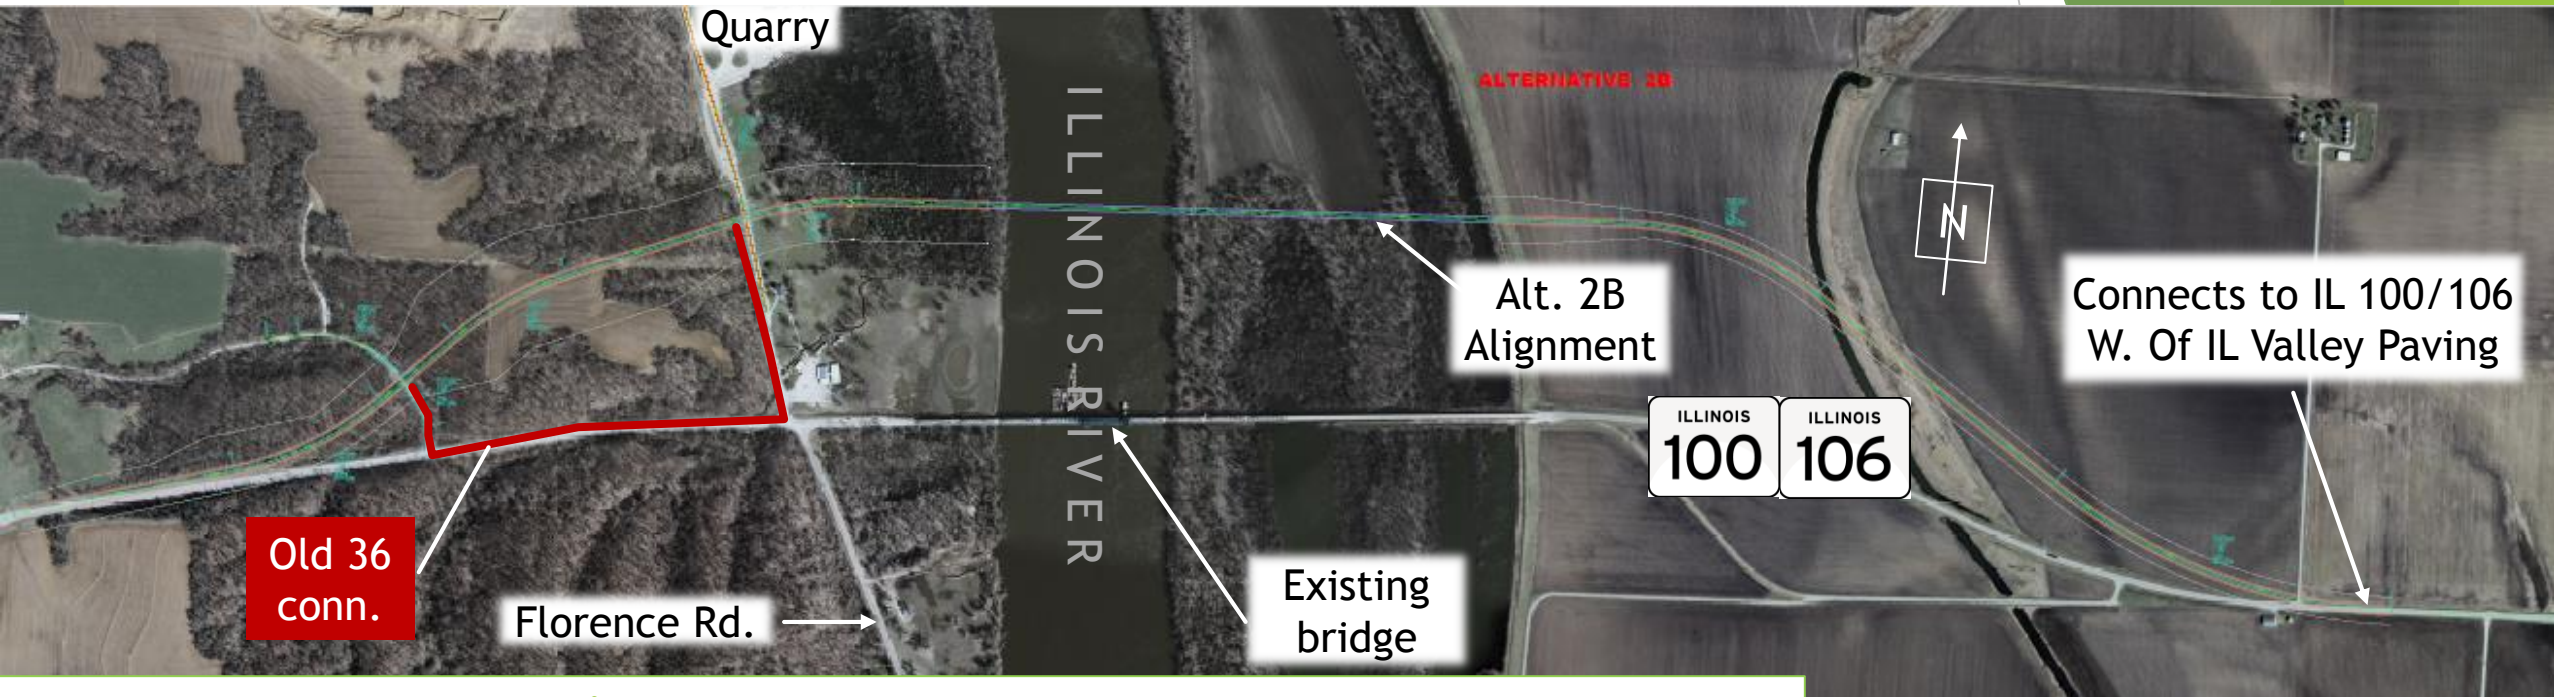 Quarry
ALTERNATIVE 2B
ILLINOIS RIVER
N
Alt. 2B
Alignment
Connects to IL 100/106
W. Of IL Valley Paving
ILLINOIS
100
ILLINOIS
106
Old 36
conn.
Florence Rd.
Existing
bridge